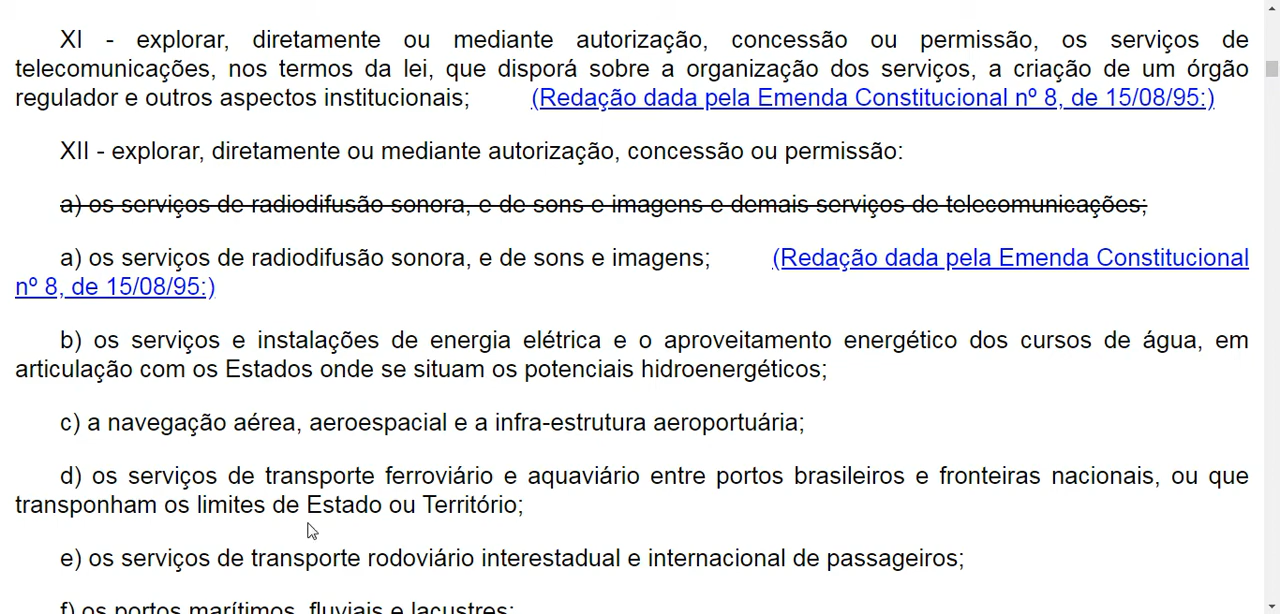 XI - explorar, diretamente ou mediante autorização, concessão ou permissão, os serviços de
telecomunicações, nos termos da lei, que disporá sobre a organização dos serviços, a criação de um órgão
regulador e outros aspectos institucionais; (Redação dada pela Emenda Constitucional nº 8, de 15/08/95:)
XII - explorar, diretamente ou mediante autorização, concessão ou permissão:
a) os serviços de radiodifusão sonora, e de sons e imagens e demais serviços de telecomunicações;
a) os serviços de radiodifusão sonora, e de sons e imagens; (Redação dada pela Emenda Constitucional
nº 8, de 15/08/95:)
b) os serviços e instalações de energia elétrica e o aproveitamento energético dos cursos de água, em
articulação com os Estados onde se situam os potenciais hidroenergéticos;
c) a navegação aérea, aeroespacial e a infra-estrutura aeroportuária;
d) os serviços de transporte ferroviário e aquaviário entre portos brasileiros e fronteiras nacionais, ou que
transponham os limites de Estado ou Território;
e) os serviços de transporte rodoviário interestadual e internacional de passageiros;
f) os portos marítimos, fluviais e lacustres;